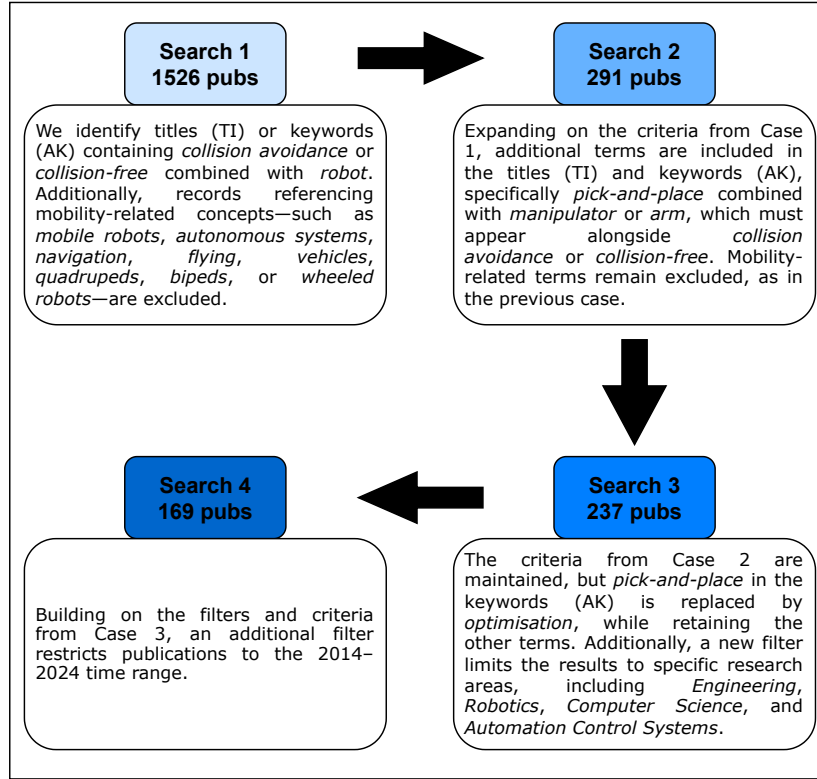 Search 1
1526 pubs
We identify titles (TI) or keywords
(AK) containing collision avoidance or
collision-free combined with robot.
Additionally, records referencing
mobility-related concepts—such as
mobile robots, autonomous systems,
navigation, flying, vehicles,
quadrupeds, bipeds, or wheeled
robots—are excluded.
Search 2
291 pubs
Expanding on the criteria from Case
1, additional terms are included in
the titles (TI) and keywords (AK),
specifically pick-and-place combined
with manipulator or arm, which must
appear alongside collision
avoidance or collision-free. Mobility-
related terms remain excluded, as in
the previous case.
Search 3
237 pubs
The criteria from Case 2 are
maintained, but pick-and-place in the
keywords (AK) is replaced by
optimisation, while retaining the
other terms. Additionally, a new filter
limits the results to specific research
areas, including Engineering,
Robotics, Computer Science, and
Automation Control Systems.
Search 4
169 pubs
Building on the filters and criteria
from Case 3, an additional filter
restricts publications to the 2014–
2024 time range.